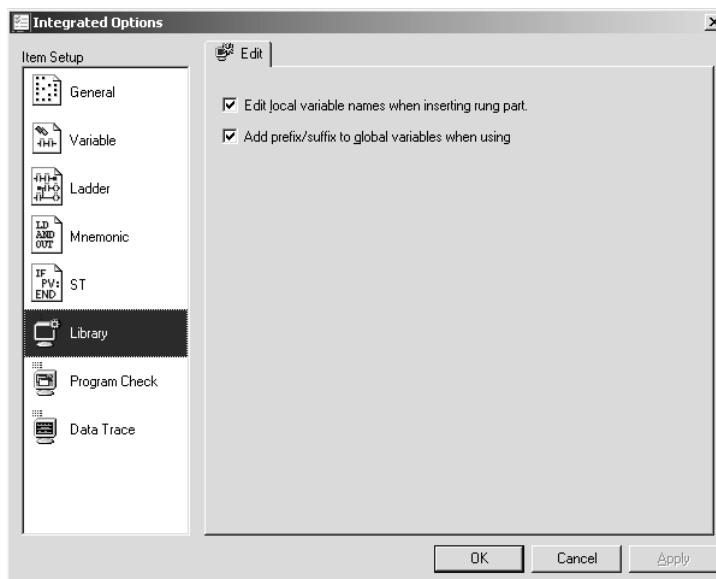 Integrated Options
Item Setup
Edit
General
Edit local variable names when inserting rung part.
Variable
Add prefix/suffix to global variables when using
Ladder
LD
AND
OUT
Mnemonic
IF
PV:
END
ST
Library
Program Check
Data Trace
OK
Cancel
Apply